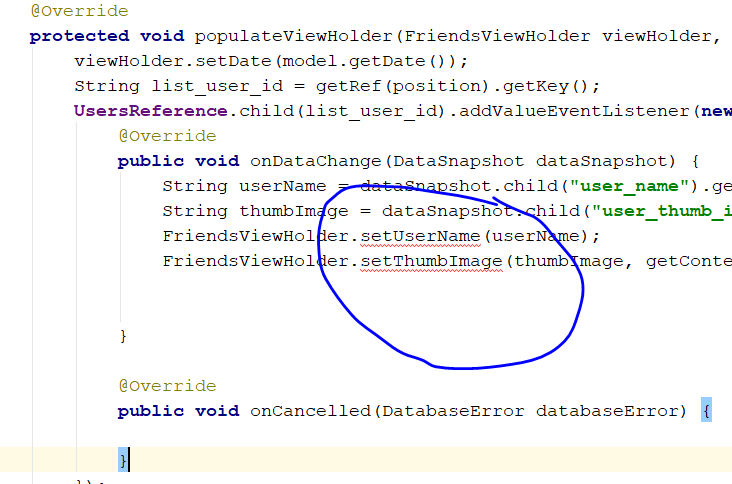 @Override
protected void populateViewHolder(FriendsViewHolder viewHolder,
viewHolder.setDate(model.getDate());
String list_user_id = getRef(position).getKey();
UsersReference.child(list_user_id).addValueEventListener(new
@Override
public void onDataChange(DataSnapshot dataSnapshot) {
String userName = dataSnapshot.child("user_name").ge
String thumbImage = dataSnapshot.child("user_thumb_i
FriendsViewHolder.setUserName(userName);
FriendsViewHolder.setThumbImage(thumbImage, getConte
}
@Override
public void onCancelled(DatabaseError databaseError) {
}
});